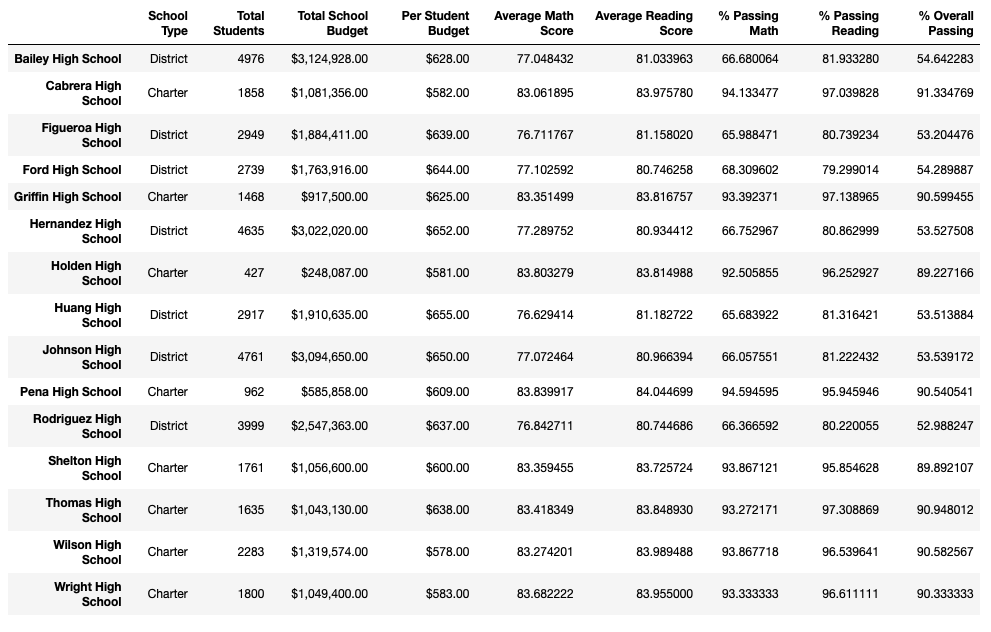 School Type Total Students Total School Budget Per Student Budget Average Math Score Average Reading Score % Passing Math % Passing Reading % Overall Passing
Bailey High School District 4976 $3,124,928.00 $628.00 77.048432 81.033963 66.680064 81.933280 54.642283
Cabrera High School Charter 1858 $1,081,356.00 $582.00 83.061895 83.975780 94.133477 97.039828 91.334769
Figueroa High School District 2949 $1,884,411.00 $639.00 76.711767 81.158020 65.988471 80.739234 53.204476
Ford High School District 2739 $1,763,916.00 $644.00 77.102592 80.746258 68.309602 79.299014 54.289887
Griffin High School Charter 1468 $917,500.00 $625.00 83.351499 83.816757 93.392371 97.138965 90.599455
Hernandez High School District 4635 $3,022,020.00 $652.00 77.289752 80.934412 66.752967 80.862999 53.527508
Holden High School Charter 427 $248,087.00 $581.00 83.803279 83.814988 92.505855 96.252927 89.227166
Huang High School District 2917 $1,910,635.00 $655.00 76.629414 81.182722 65.683922 81.316421 53.513884
Johnson High School District 4761 $3,094,650.00 $650.00 77.072464 80.966394 66.057551 81.222432 53.539172
Pena High School Charter 962 $585,858.00 $609.00 83.839917 84.044699 94.594595 95.945946 90.540541
Rodriguez High School District 3999 $2,547,363.00 $637.00 76.842711 80.744686 66.366592 80.220055 52.988247
Shelton High School Charter 1761 $1,056,600.00 $600.00 83.359455 83.725724 93.867121 95.854628 89.892107
Thomas High School Charter 1635 $1,043,130.00 $638.00 83.418349 83.848930 93.272171 97.308869 90.948012
Wilson High School Charter 2283 $1,319,574.00 $578.00 83.274201 83.989488 93.867718 96.539641 90.582567
Wright High School Charter 1800 $1,049,400.00 $583.00 83.682222 83.955000 93.333333 96.611111 90.333333